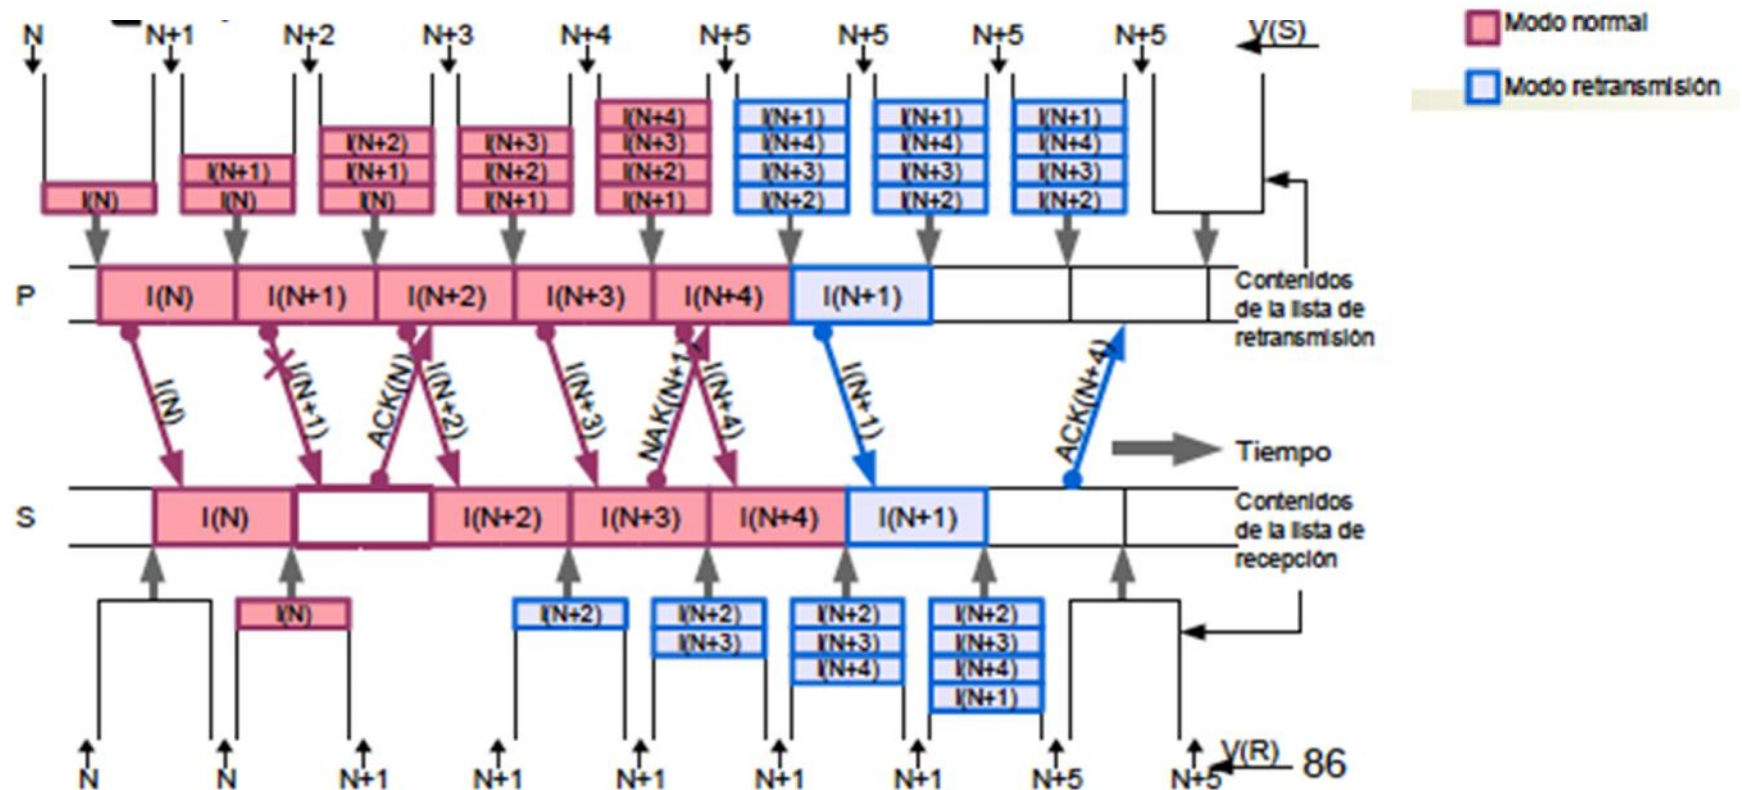 N N+1 N+2 N+3 N+4 N+5 N+5 N+5 N+5 V(S)
Modo normal
Modo retransmisión
I(N)
I(N+1)
I(N)
I(N+2)
I(N+1)
I(N)
I(N+3)
I(N+2)
I(N+1)
I(N+4)
I(N+3)
I(N+2)
I(N+1)
I(N+1)
I(N+4)
I(N+3)
I(N+2)
I(N+1)
I(N+4)
I(N+3)
I(N+2)
I(N+1)
I(N+4)
I(N+3)
I(N+2)
P I(N) I(N+1) I(N+2) I(N+3) I(N+4) I(N+1)
Contenidos
de la lista de
retransmisión
I(N)
I(N+1)
ACK(N)
I(N+2)
I(N+3)
NAK(N+1)
I(N+4)
I(N+1)
ACK(N+4)
Tiempo
S I(N) I(N+2) I(N+3) I(N+4) I(N+1)
Contenidos
de la lista de
recepción
I(N)
I(N+2)
I(N+2)
I(N+3)
I(N+2)
I(N+3)
I(N+4)
I(N+2)
I(N+3)
I(N+4)
I(N+1)
N N N+1 N+1 N+1 N+1 N+1 N+5 N+5 V(R) 86